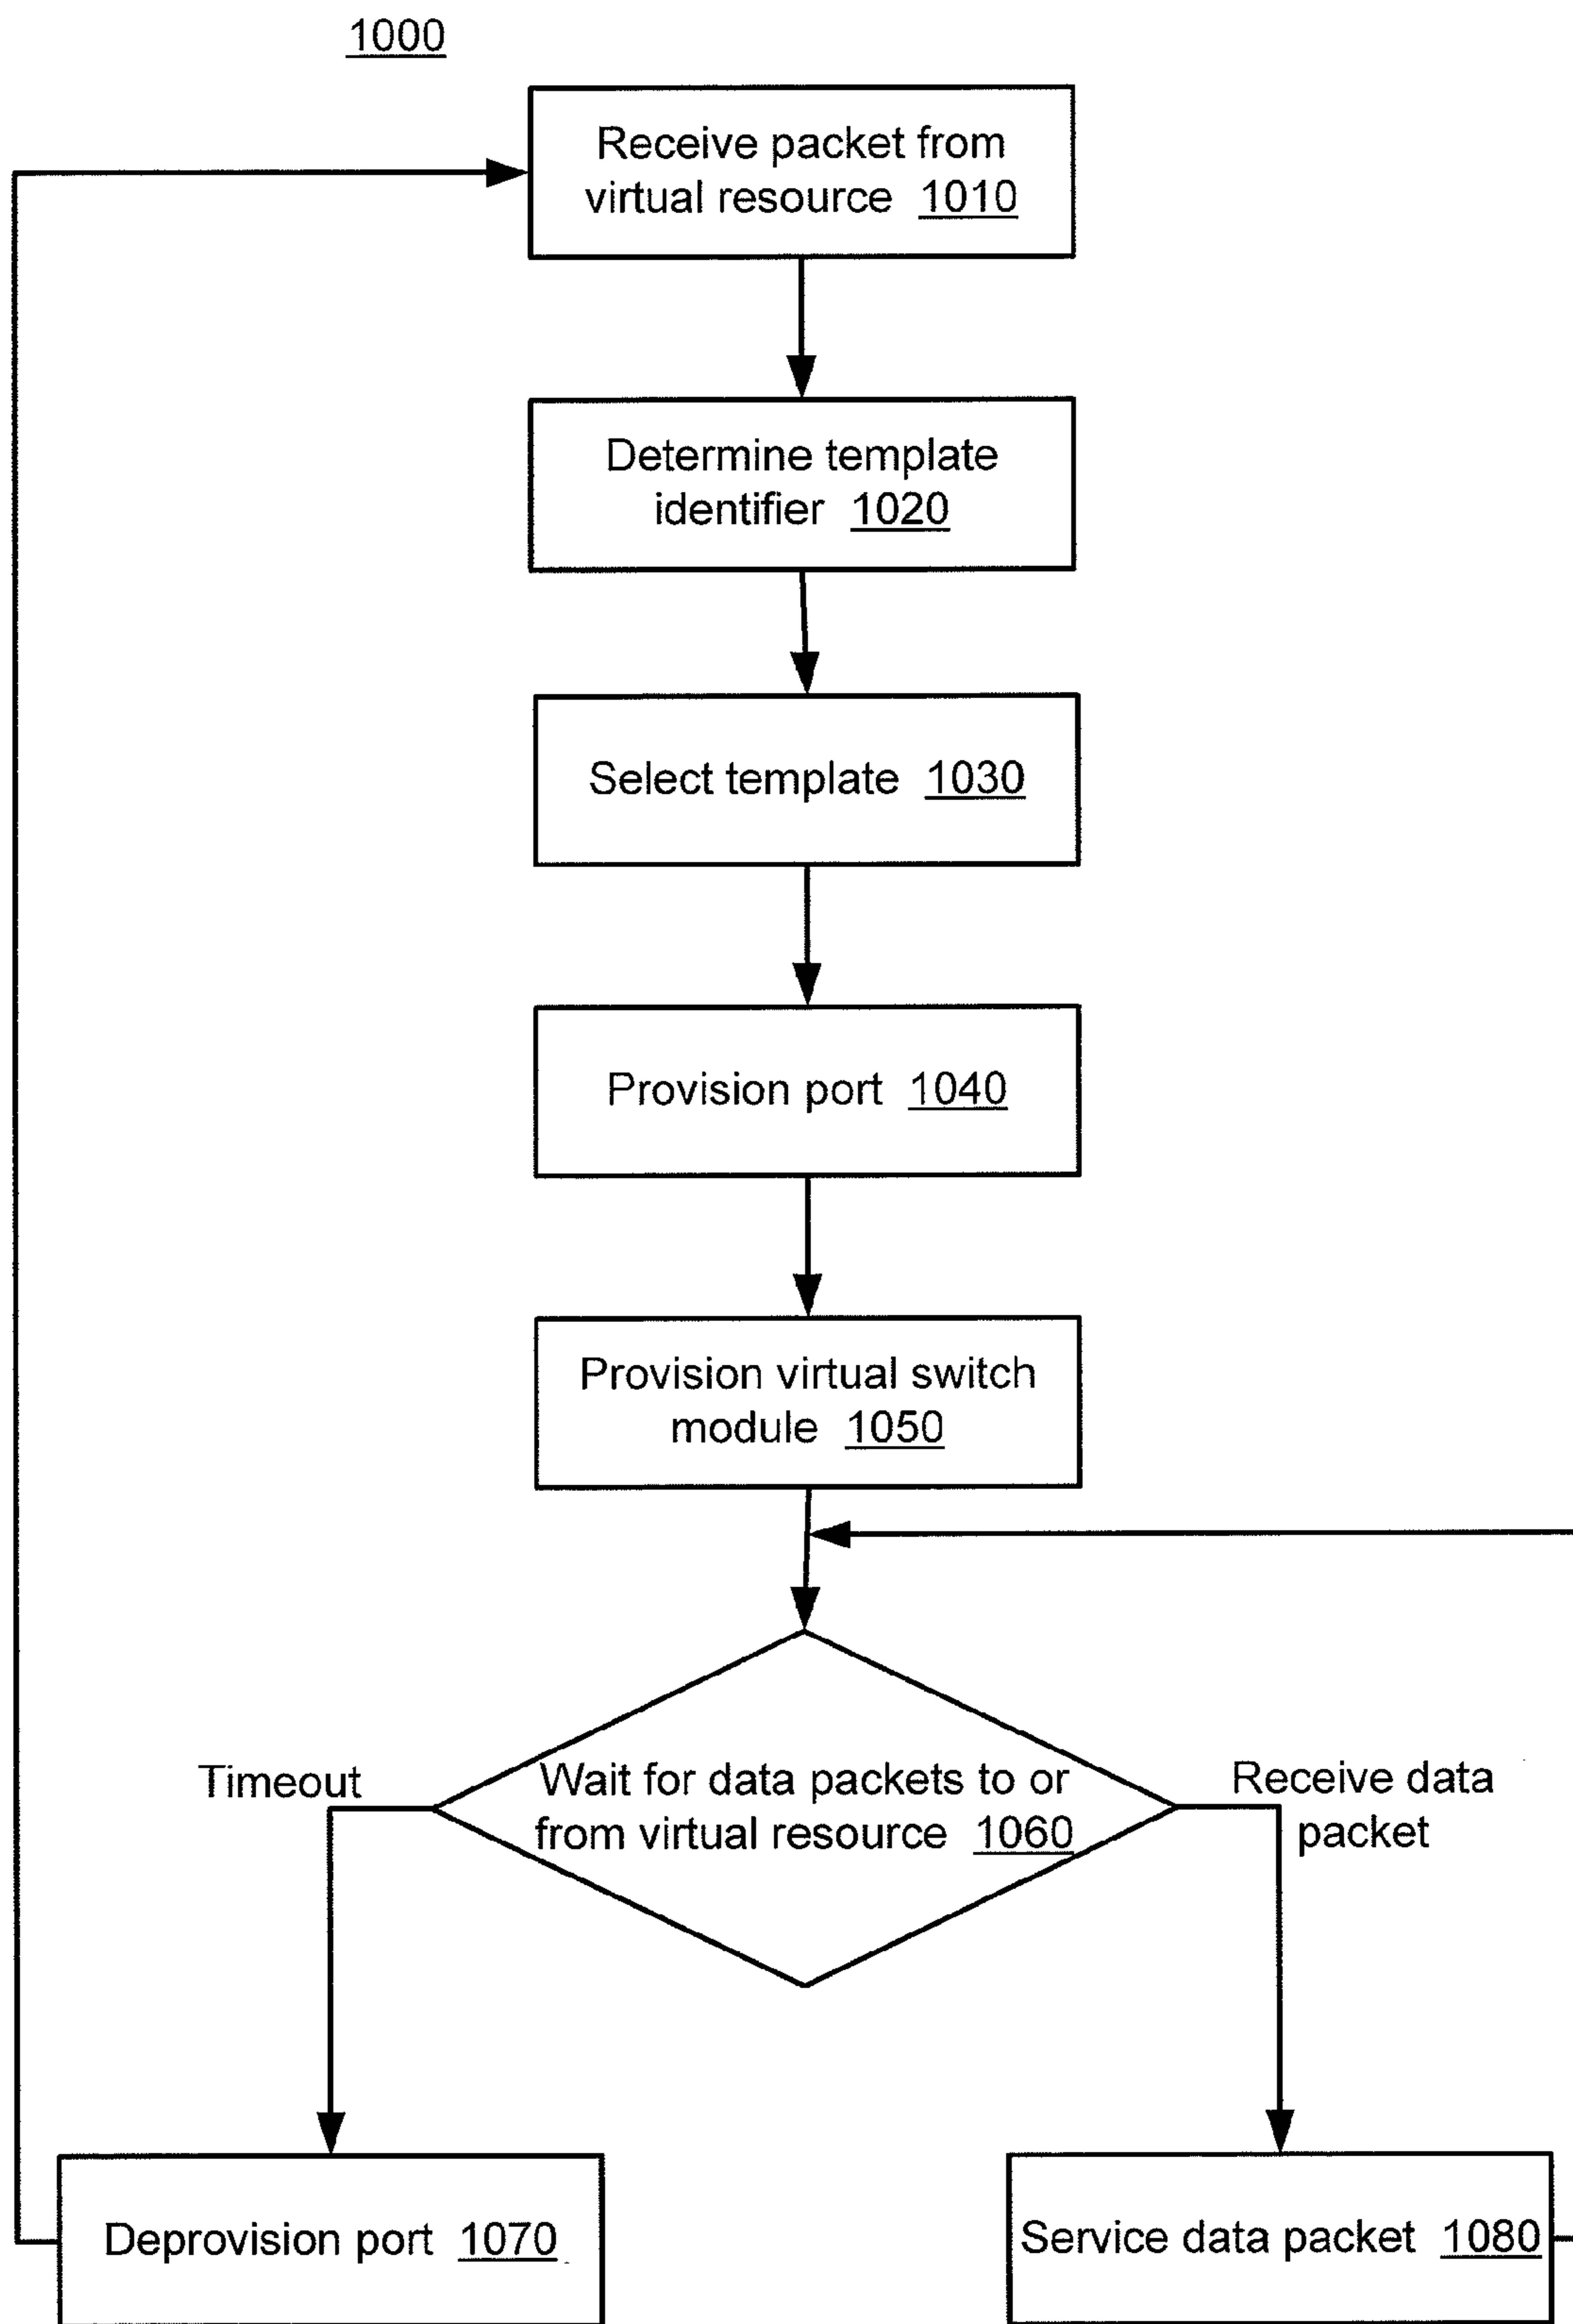 1000
Receive packet from
virtual resource 1010
Determine template
identifier 1020
Select template 1030
Provision port 1040
Provision virtual switch
module 1050
Timeout
Wait for data packets to or
from virtual resource 1060
Receive data
packet
Deprovision port 1070
Service data packet 1080